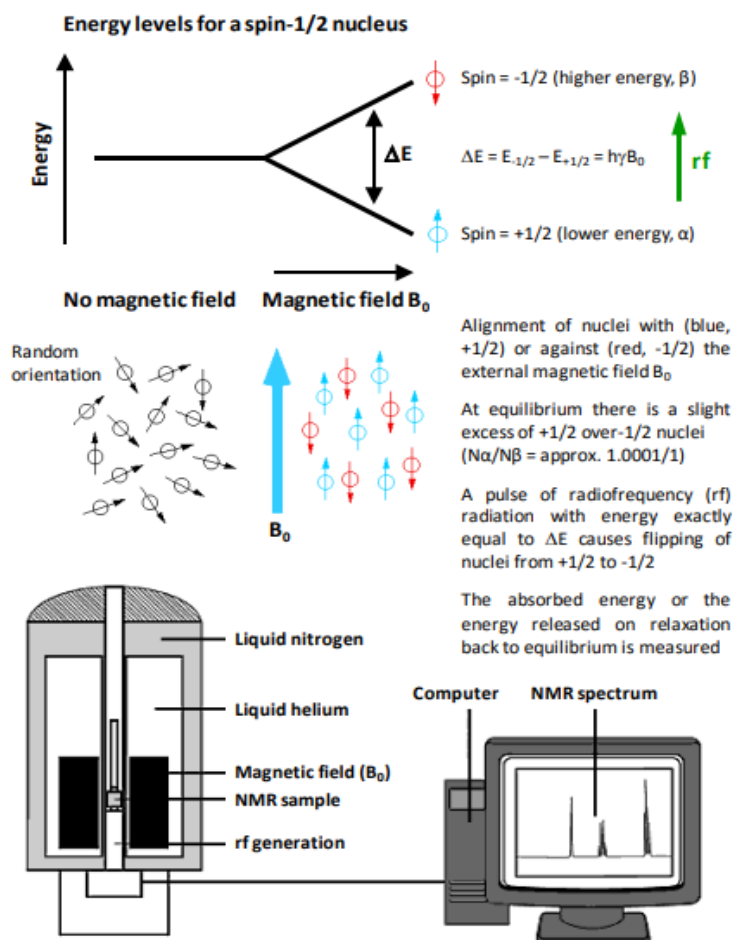 Energy levels for a spin-1/2 nucleus
Energy
Spin = -1/2 (higher energy, β)
ΔE
ΔE = E-1/2 – E+1/2 = hγB0
rf
Spin = +1/2 (lower energy, α)
No magnetic field
Magnetic field B0
Random
orientation
B0
Alignment of nuclei with (blue,
+1/2) or against (red, -1/2) the
external magnetic field B0
At equilibrium there is a slight
excess of +1/2 over-1/2 nuclei
(Nα/Nβ = approx. 1.0001/1)
A pulse of radiofrequency (rf)
radiation with energy exactly
equal to ΔE causes flipping of
nuclei from +1/2 to -1/2
The absorbed energy or the
energy released on relaxation
back to equilibrium is measured
Liquid nitrogen
Liquid helium
Magnetic field (B0)
NMR sample
rf generation
Computer
NMR spectrum